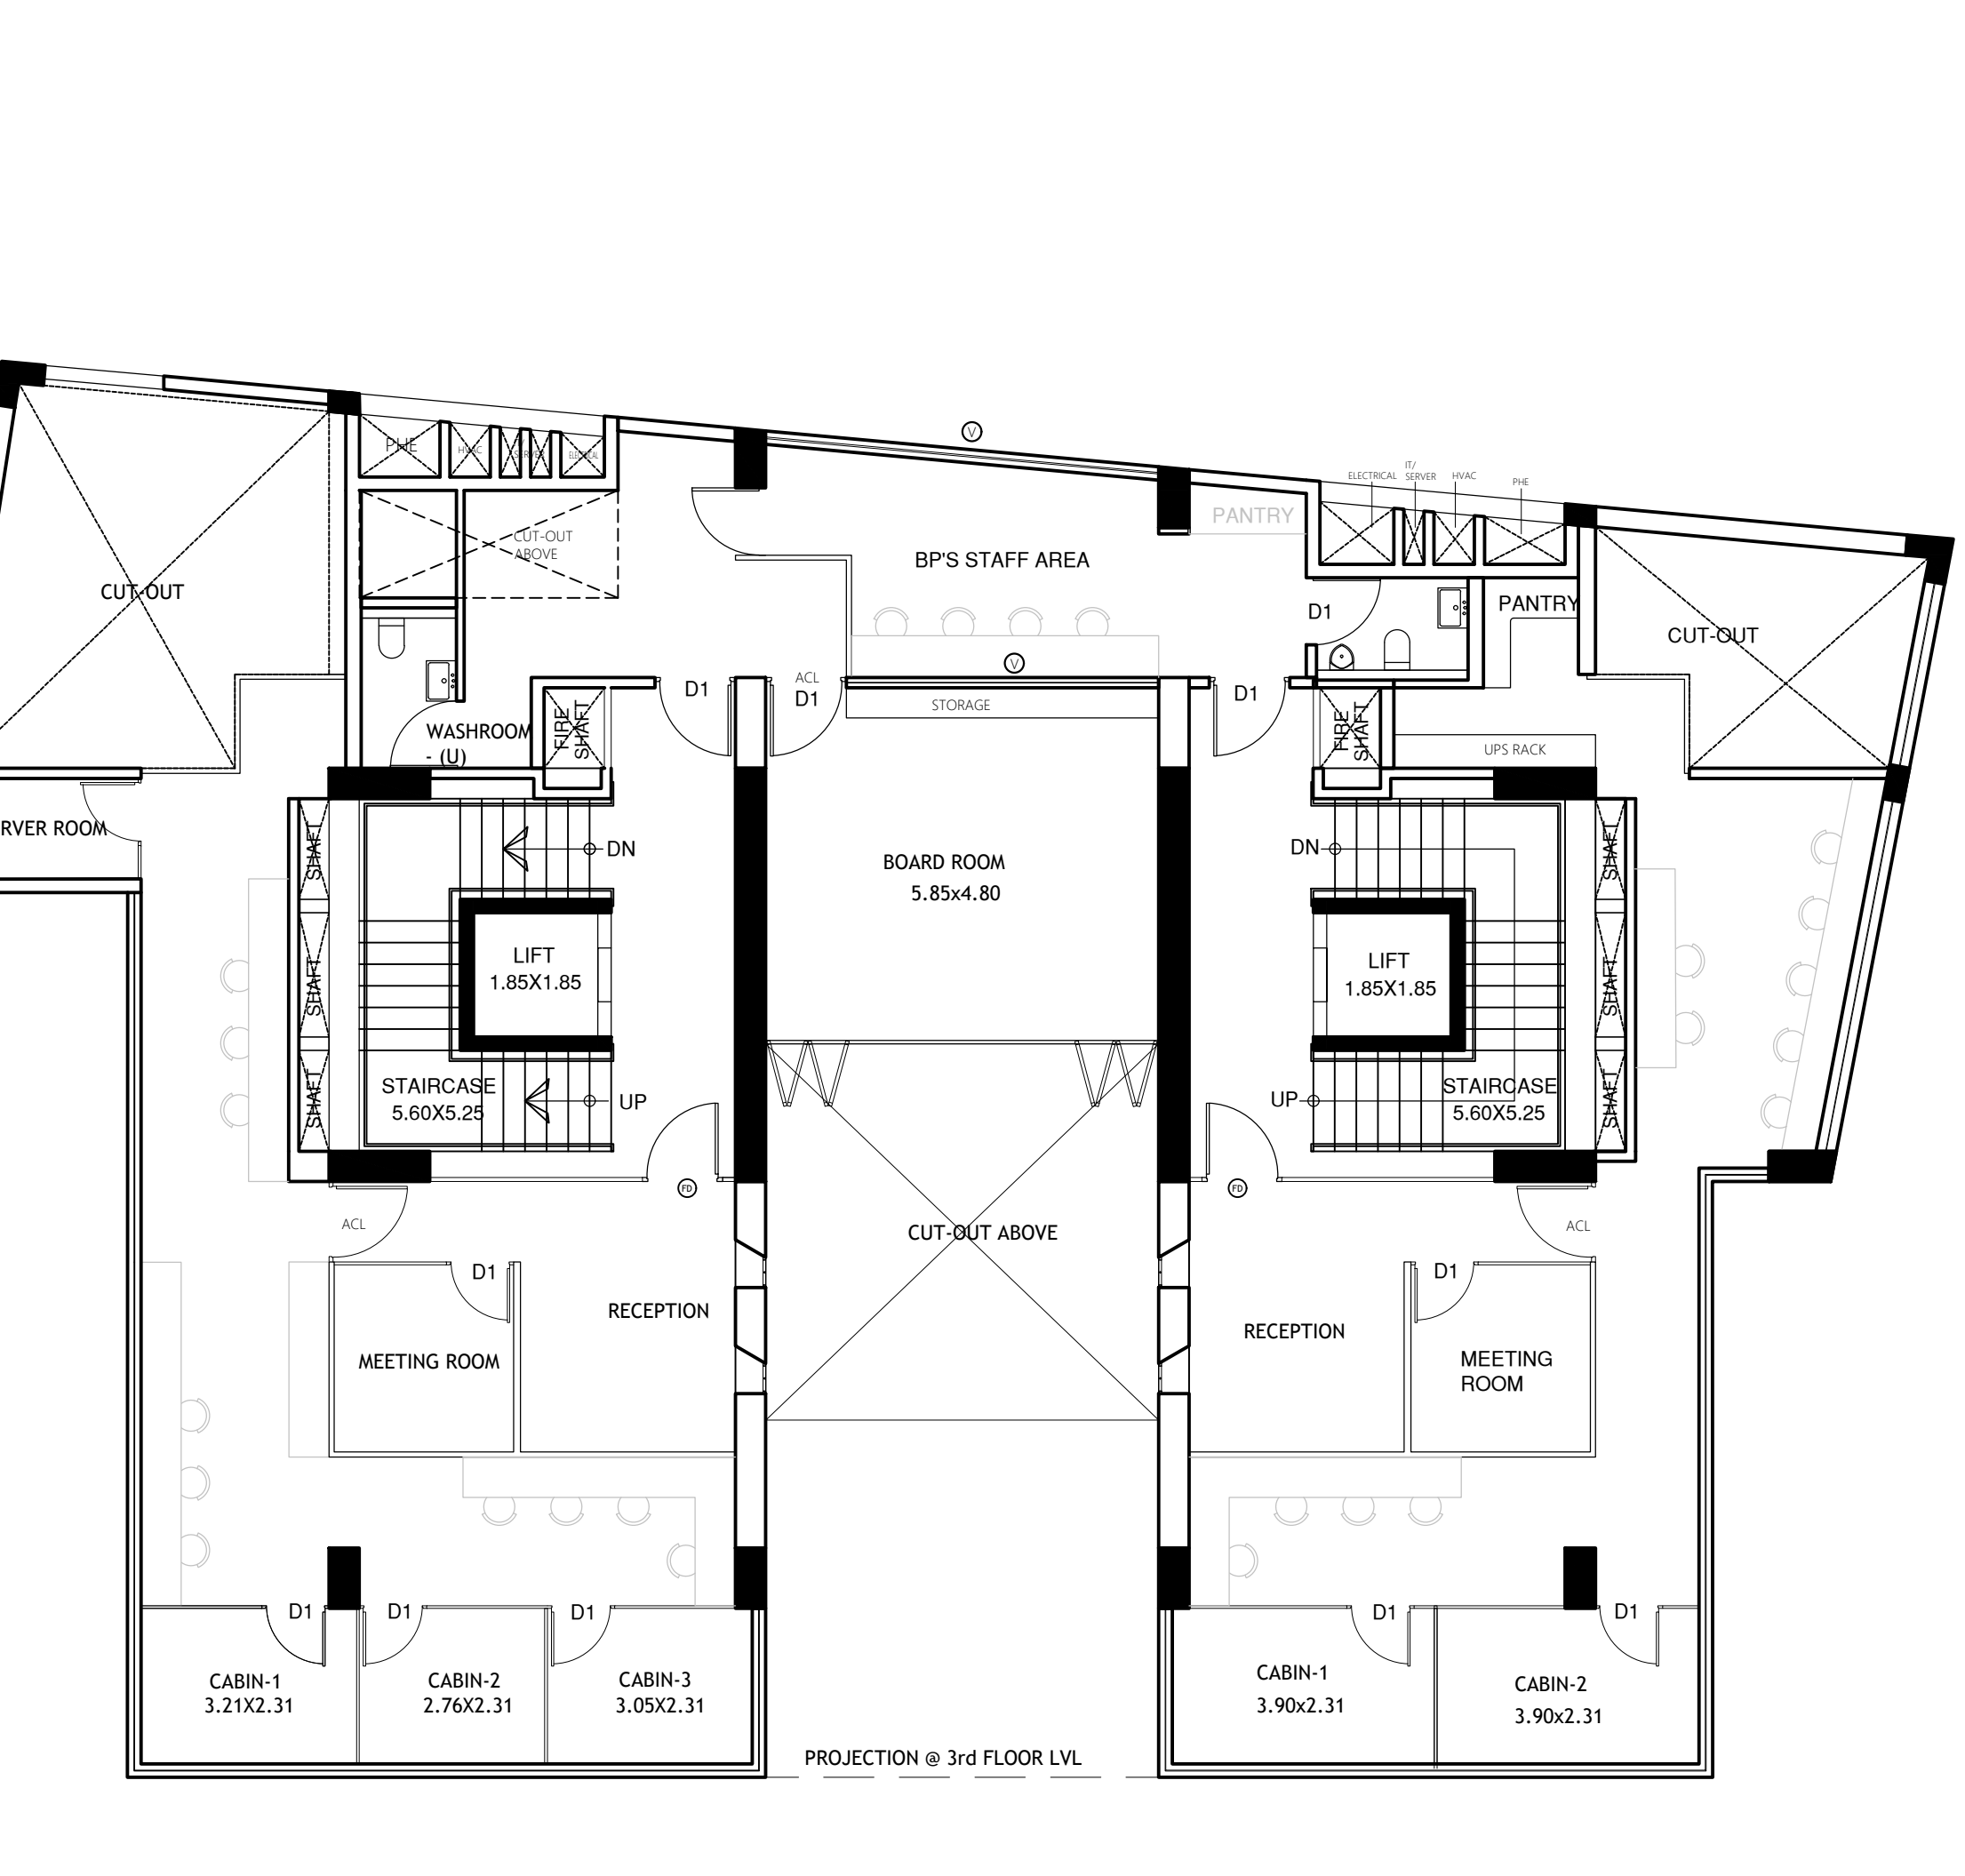 V
IT/
SERVER
ELECTRICAL
HVAC
PHE
PHE
HVAC
SERVER
ELECTRICAL
PANTRY
CUT-OUT
ABOVE
BP'S STAFF AREA
CUT-OUT
D1
PANTRY
CUT-OUT
V
ACL
D1
D1
D1
STORAGE
FIRE
SHAFT
FIRE
SHAFT
WASHROOM
- (U)
UPS RACK
RVER ROOM
SHAFT
DN
DN
SHAFT
BOARD ROOM
5.85x4.80
LIFT
1.85X1.85
LIFT
1.85X1.85
SHAFT
SHAFT
STAIRCASE
5.60X5.25
UP
UP
STAIRCASE
5.60X5.25
SHAFT
SHAFT
FD
FD
ACL
ACL
CUT-OUT ABOVE
D1
D1
RECEPTION
RECEPTION
MEETING ROOM
MEETING
ROOM
D1
D1
D1
D1
D1
CABIN-1
3.21X2.31
CABIN-2
2.76X2.31
CABIN-3
3.05X2.31
CABIN-1
3.90x2.31
CABIN-2
3.90x2.31
PROJECTION @ 3rd FLOOR LVL